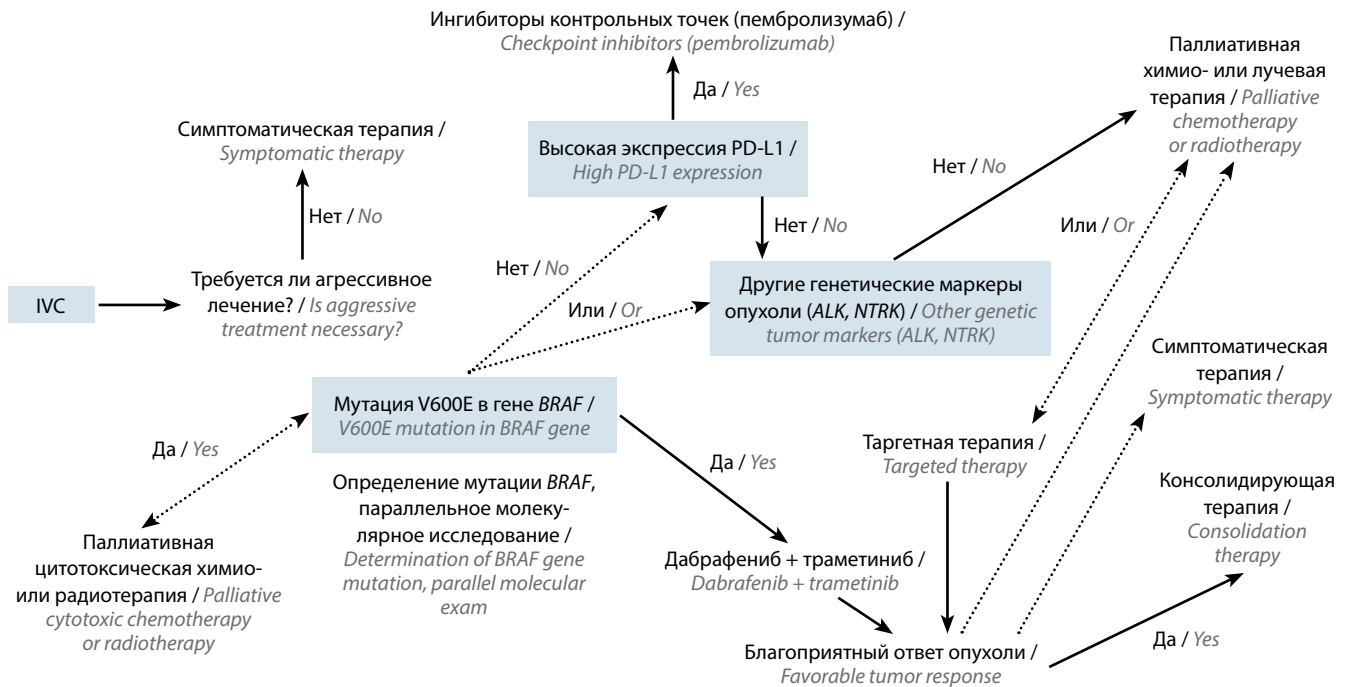 Ингибиторы контрольных точек (пембролизумаб) /
Checkpoint inhibitors (pembrolizumab)
Да / Yes
Паллиативная
химио- или лучевая
терапия / Palliative
chemotherapy
or radiotherapy
Симптоматическая терапия /
Symptomatic therapy
Высокая экспрессия PD-L1 /
High PD-L1 expression
Нет / No
Нет / No
Нет / No
Или / Or
IVC
Требуется ли агрессивное
лечение? / Is aggressive
treatment necessary?
Нет / No
Или / Or
Другие генетические маркеры
опухоли (ALK, NTRK) / Other genetic
tumor markers (ALK, NTRK)
Симптоматическая
терапия /
Symptomatic therapy
Мутация V600E в гене BRAF /
V600E mutation in BRAF gene
Да / Yes
Да / Yes
Таргетная терапия /
Targeted therapy
Определение мутации BRAF,
параллельное молеку-
лярное исследование /
Determination of BRAF gene
mutation, parallel molecular
exam
Консолидирующая
терапия /
Consolidation
therapy
Паллиативная
цитотоксическая химио-
или радиотерапия / Palliative
cytotoxic chemotherapy
or radiotherapy
Дабрафениб + траметиниб /
Dabrafenib + trametinib
Да / Yes
Благоприятный ответ опухоли /
Favorable tumor response